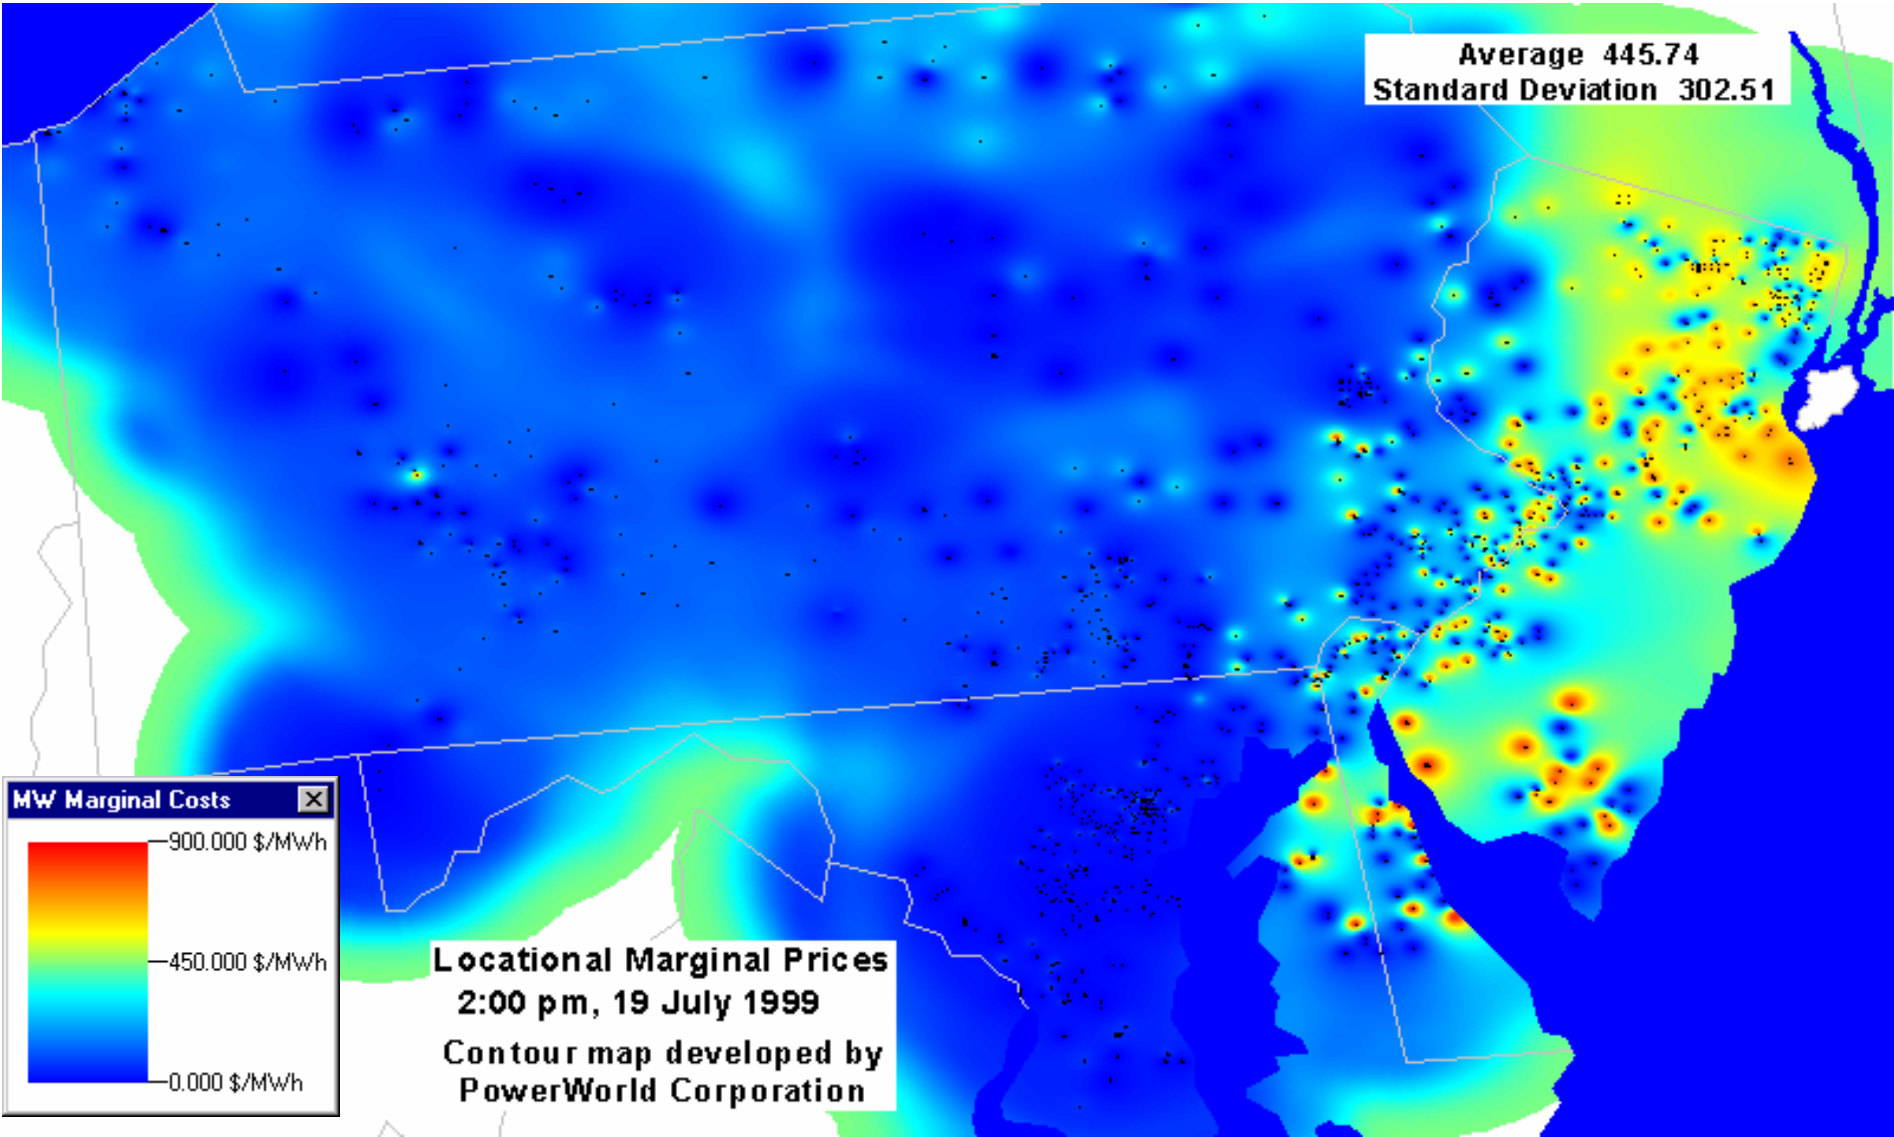 Average 445.74
Standard Deviation 302.51
MW Marginal Costs
900.000 $/MWh
450.000 $/MWh
0.000 $/MWh
Locational Marginal Prices
2:00 pm, 19 July 1999
Contour map developed by
PowerWorld Corporation